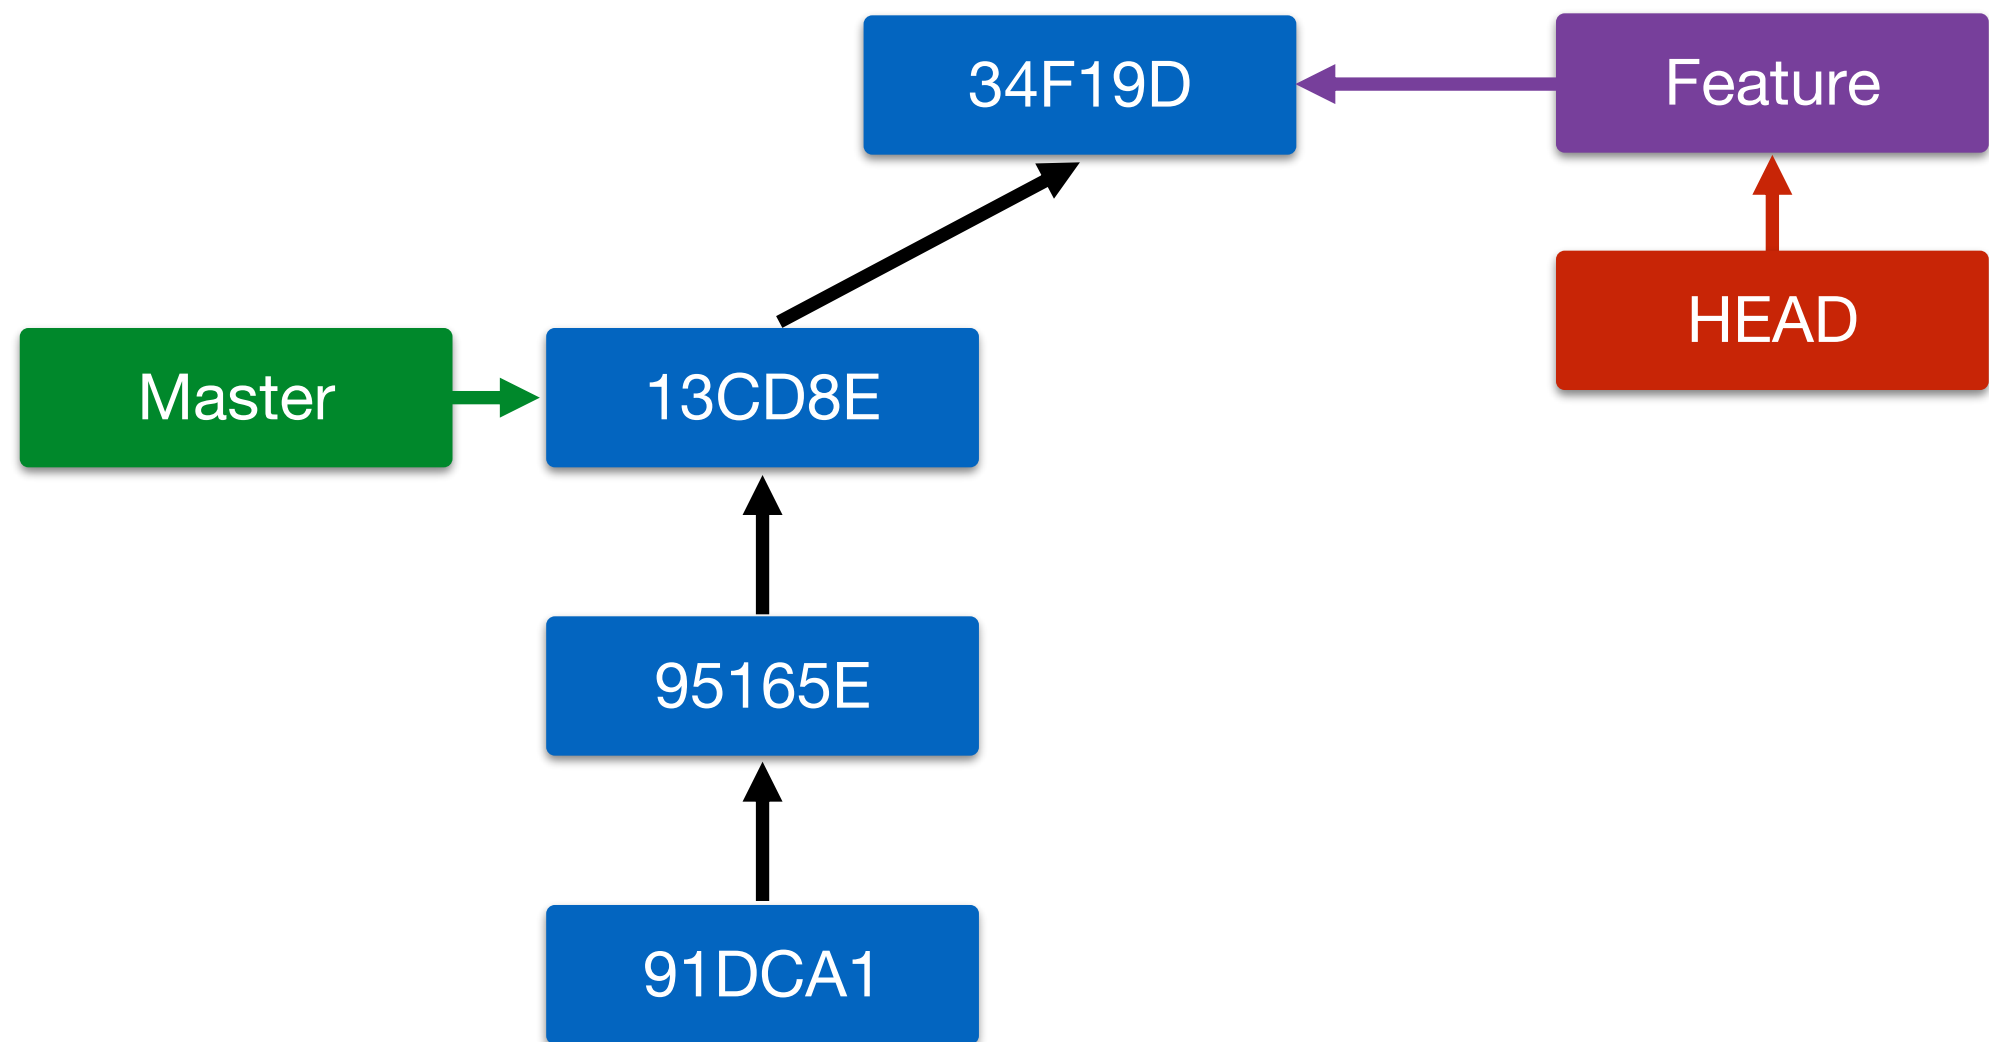 34F19D
Feature
HEAD
Master
13CD8E
95165E
91DCA1